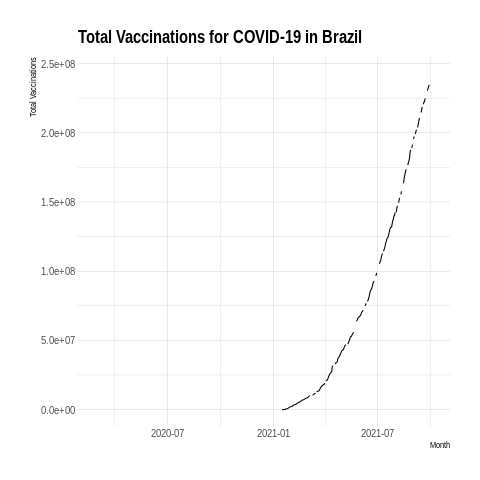 Total Vaccinations for COVID-19 in Brazil
Total Vaccinations
2.5e+08
2.0e+08
1.5e+08
1.0e+08
5.0e+07
0.0e+00
2020-07 2021-01 2021-07
Month